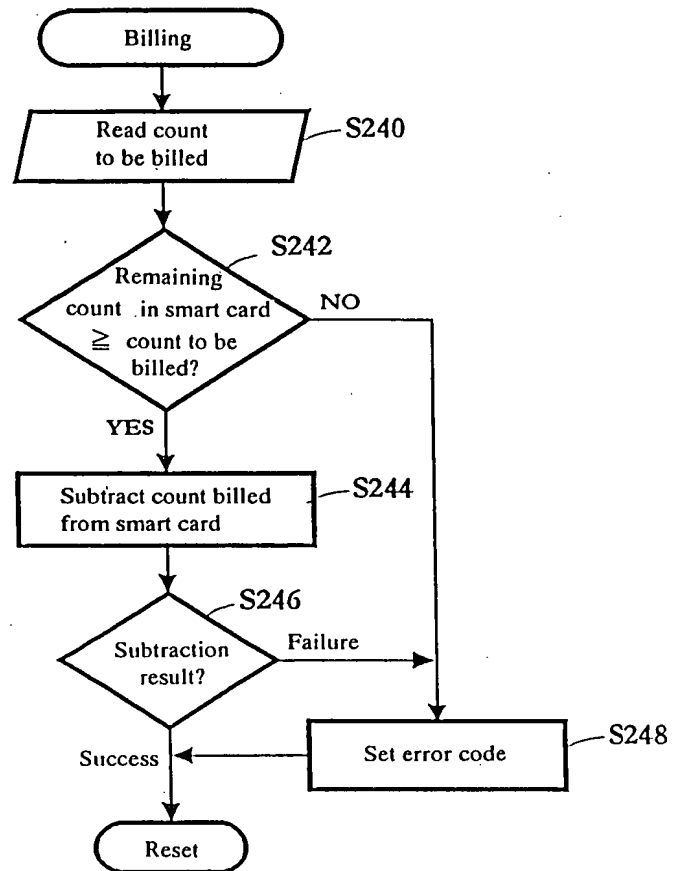 Billing
Read count
to be billed
S240
S242
Remaining
count in smart card
≧ count to be
billed?
NO
YES
Subtract count billed
from smart card
S244
S246
Subtraction
result?
Failure
Success
Set error code
S248
Reset